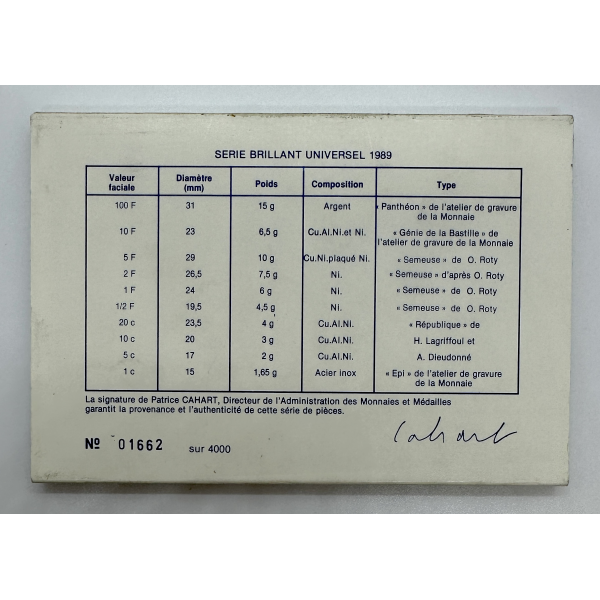 SERIE BRILLANT UNIVERSEL 1989
Valeur faciale Diamètre (mm) Poids Composition Type
100 F 31 15 g Argent « Panthéon » de l'atelier de gravure
de la Monnaie
10 F 23 6,5 g Cu.Al.Ni.et Ni. « Génie de la Bastille » de
l'atelier de gravure de la Monnaie
5 F 29 10 g Cu.Ni.plaqué Ni. « Semeuse » de O. Roty
2 F 26,5 7,5 g Ni. « Semeuse » d'après O. Roty
1 F 24 6 g Ni. « Semeuse » de O. Roty
1/2 F 19,5 4,5 g Ni. « Semeuse » de O. Roty
20 c 23,5 4 g Cu.Al.Ni. « République » de
10 c 20 3 g Cu.Al.Ni. H. Lagriffoul et
5 c 17 2 g Cu.Al.Ni. A. Dieudonné
1 c 15 1,65 g Acier inox « Epi » de l'atelier de gravure
de la Monnaie
La signature de Patrice CAHART, Directeur de l'Administration des Monnaies et Médailles
garantit la provenance et l'authenticité de cette série de pièces.
Cahart
Nº 01662 sur 4000